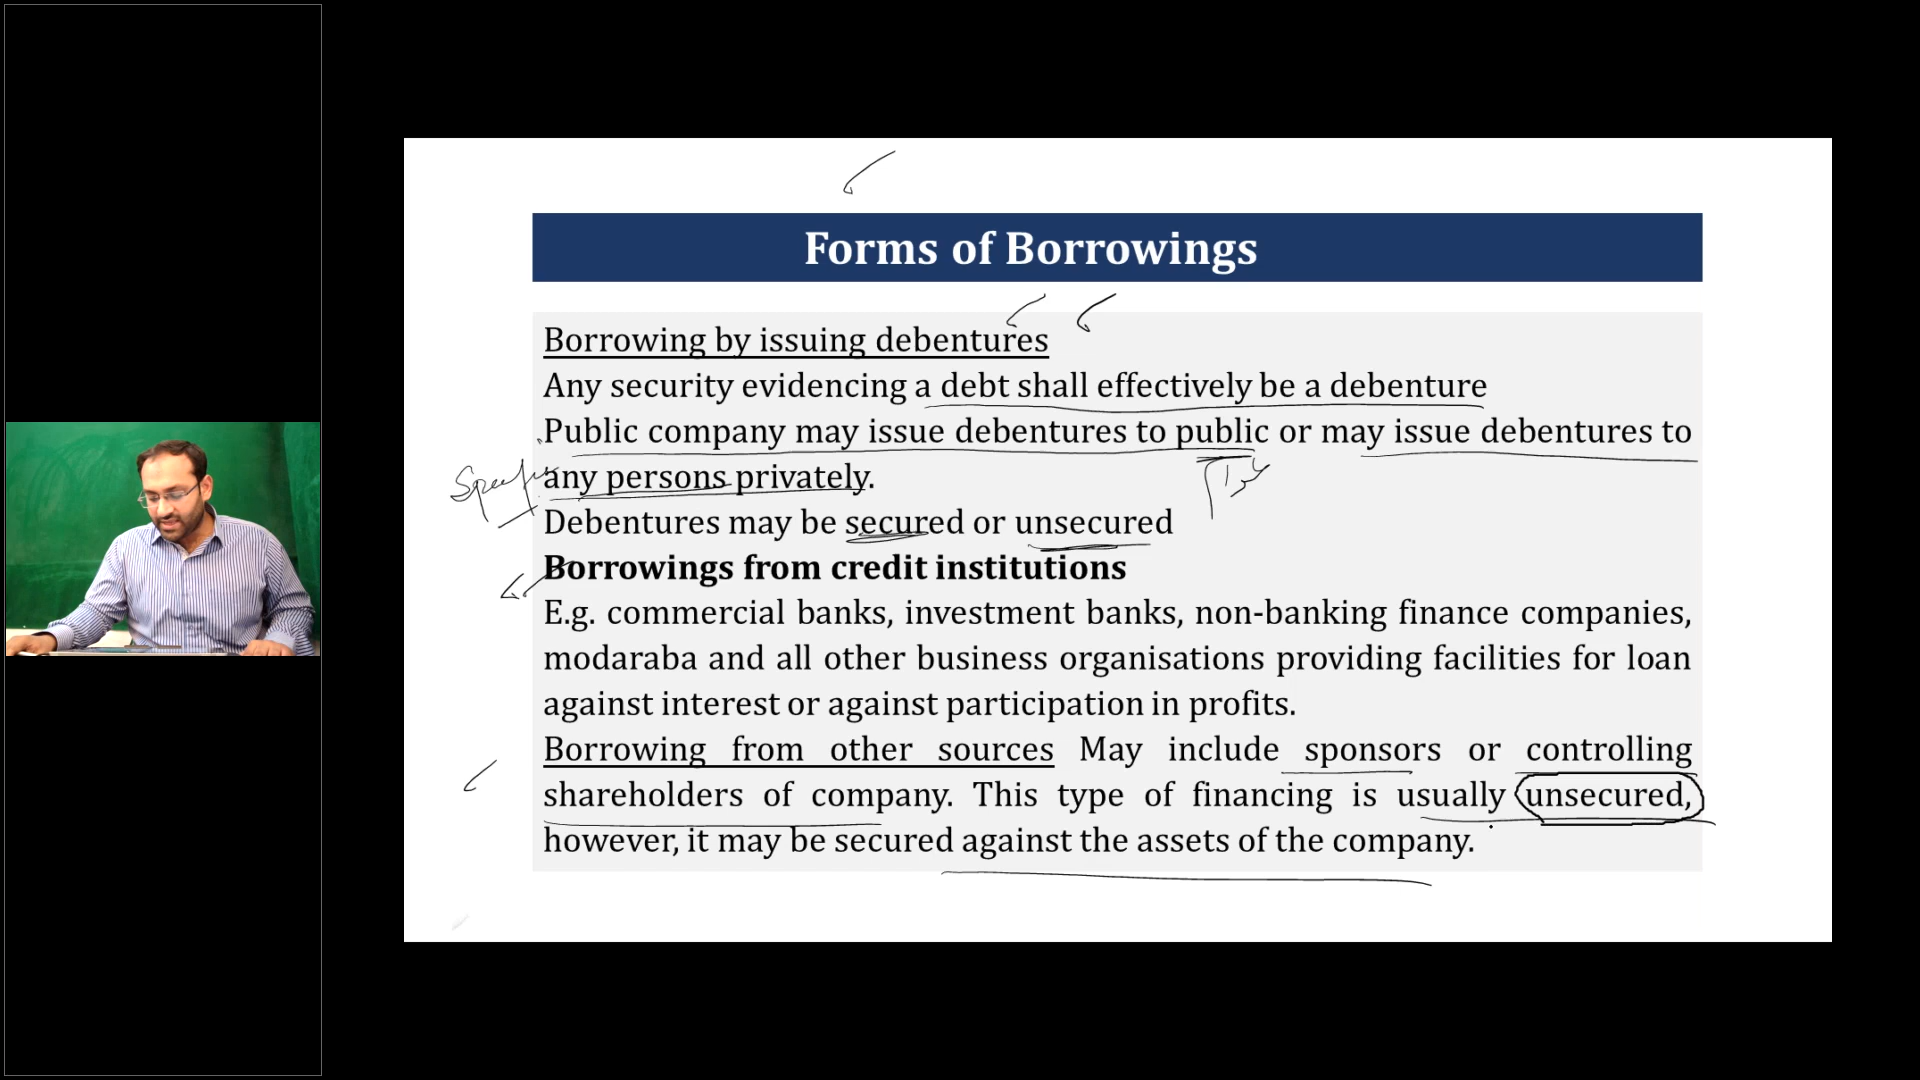 Forms of Borrowings
Borrowing by issuing debentures
Any security evidencing a debt shall effectively be a debenture
Public company may issue debentures to public or may issue debentures to
any persons privately.
Debentures may be secured or unsecured
Borrowings from credit institutions
E.g. commercial banks, investment banks, non-banking finance companies,
modaraba and all other business organisations providing facilities for loan
against interest or against participation in profits.
Borrowing from other sources May include sponsors or controlling
shareholders of company. This type of financing is usually unsecured,
however, it may be secured against the assets of the company.